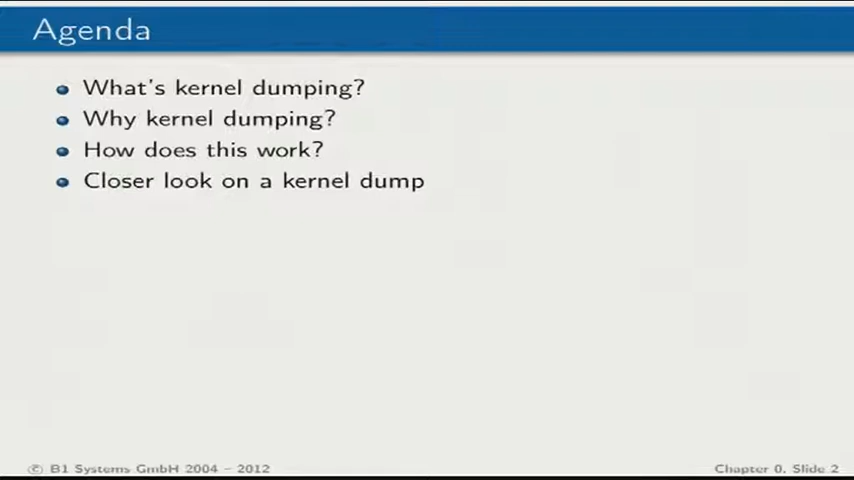 Agenda
What's kernel dumping?
Why kernel dumping?
How does this work?
Closer look on a kernel dump
© B1 Systems GmbH 2004 – 2012
Chapter 0, Slide 2